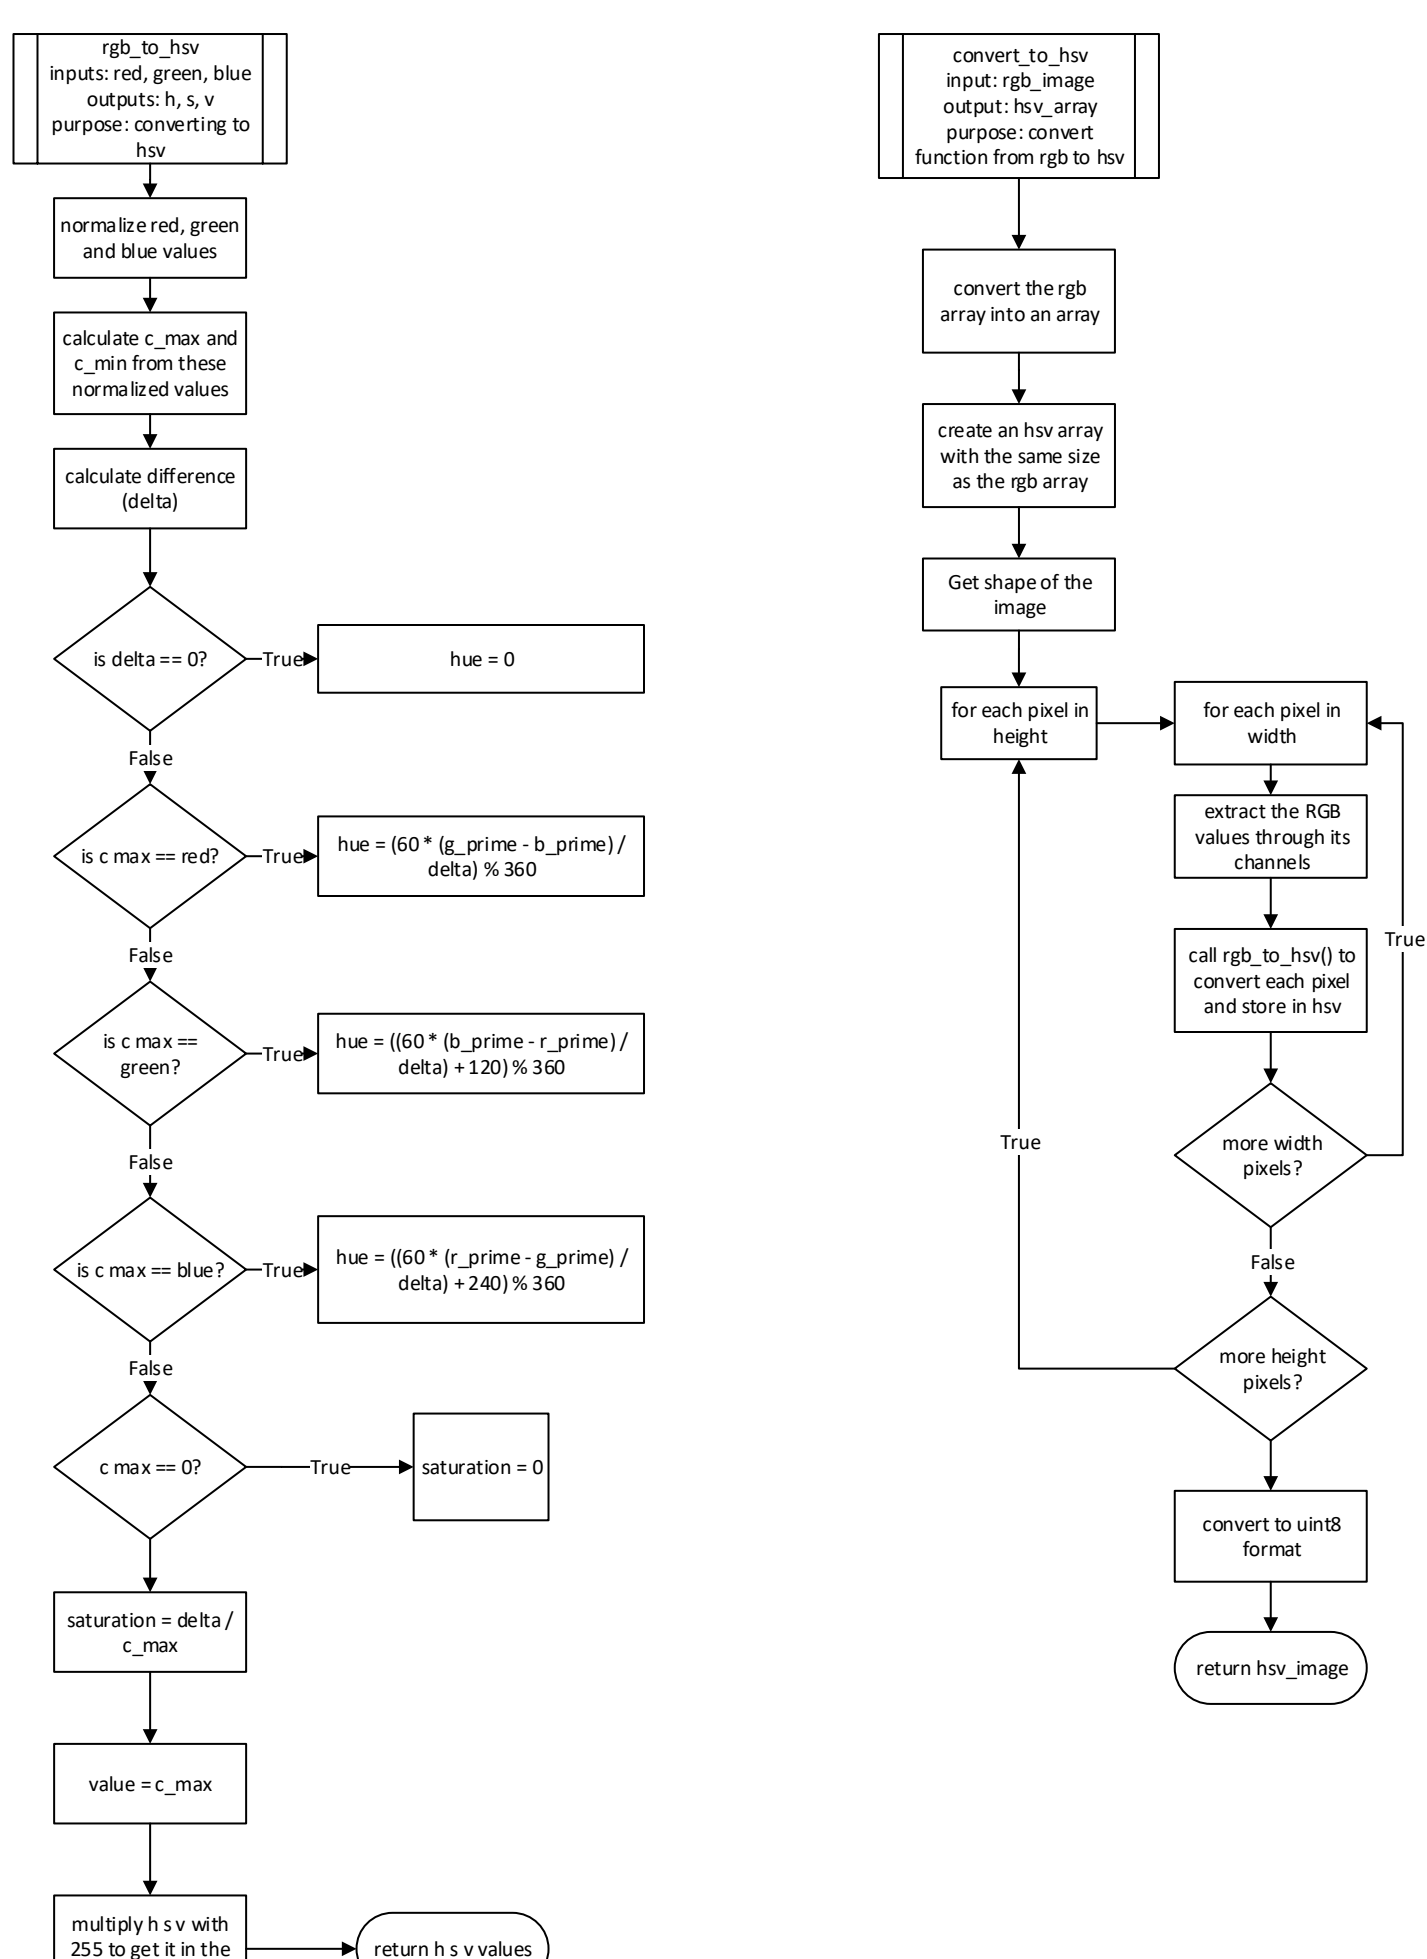 rgb_to_hsv
inputs: red, green, blue
outputs: h, s, v
purpose: converting to
hsv
normalize red, green
and blue values
calculate c_max and
c_min from these
normalized values
calculate difference
(delta)
is delta == 0?
True
hue = 0
False
is c max == red?
True
hue = (60 * (g_prime - b_prime) /
delta) % 360
False
is c max ==
green?
True
hue = ((60 * (b_prime - r_prime) /
delta) + 120) % 360
False
is c max == blue?
True
hue = ((60 * (r_prime - g_prime) /
delta) + 240) % 360
False
c max == 0?
True
saturation = 0
saturation = delta /
c_max
value = c_max
multiply h s v with
255 to get it in the
return h s v values
convert_to_hsv
input: rgb_image
output: hsv_array
purpose: convert
function from rgb to hsv
convert the rgb
array into an array
create an hsv array
with the same size
as the rgb array
Get shape of the
image
for each pixel in
height
for each pixel in
width
extract the RGB
values through its
channels
call rgb_to_hsv() to
convert each pixel
and store in hsv
True
more width
pixels?
True
False
more height
pixels?
convert to uint8
format
return hsv_image